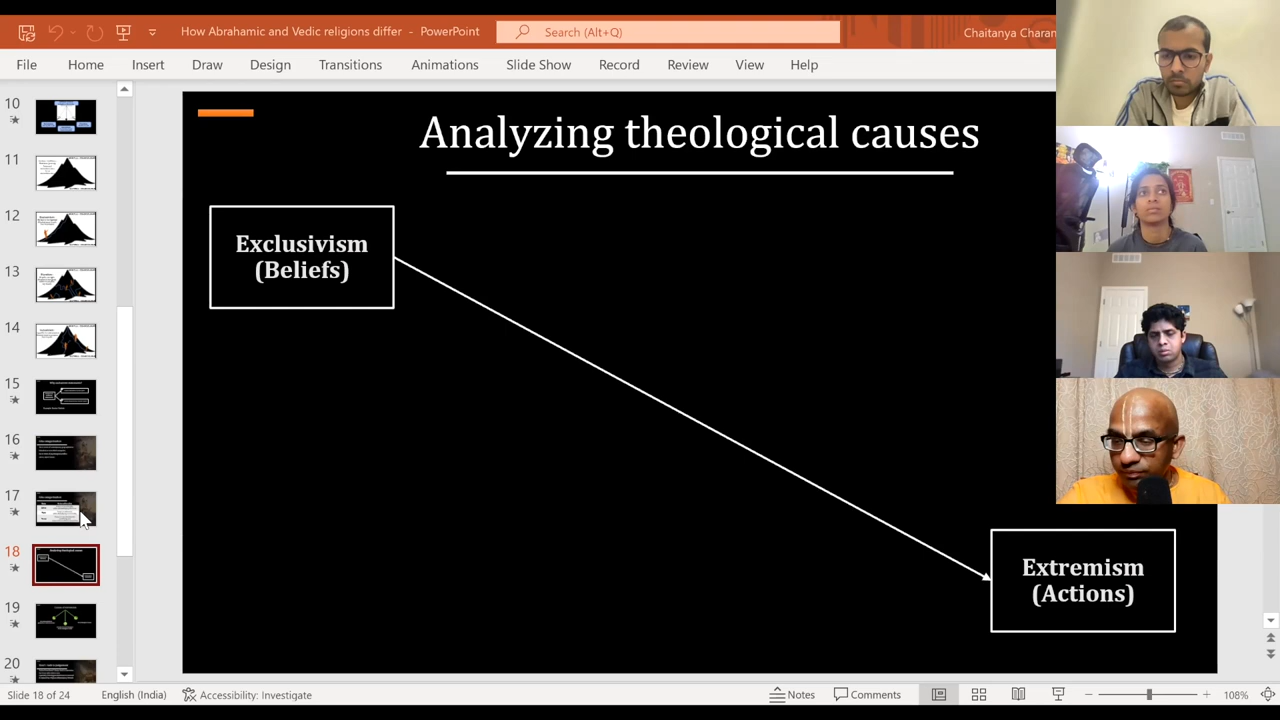 How Abrahamic and Vedic religions differ - PowerPoint
Search (Alt+Q)
Chaitanya Charan
File Home Insert Draw Design Transitions Animations Slide Show Record Review View Help
10
11
12
13
14
15
16
17
18
19
20
Analyzing theological causes
Exclusivism
(Beliefs)
Extremism
(Actions)
Slide 18 of 24 English (India) Accessibility: Investigate Notes Comments 108%